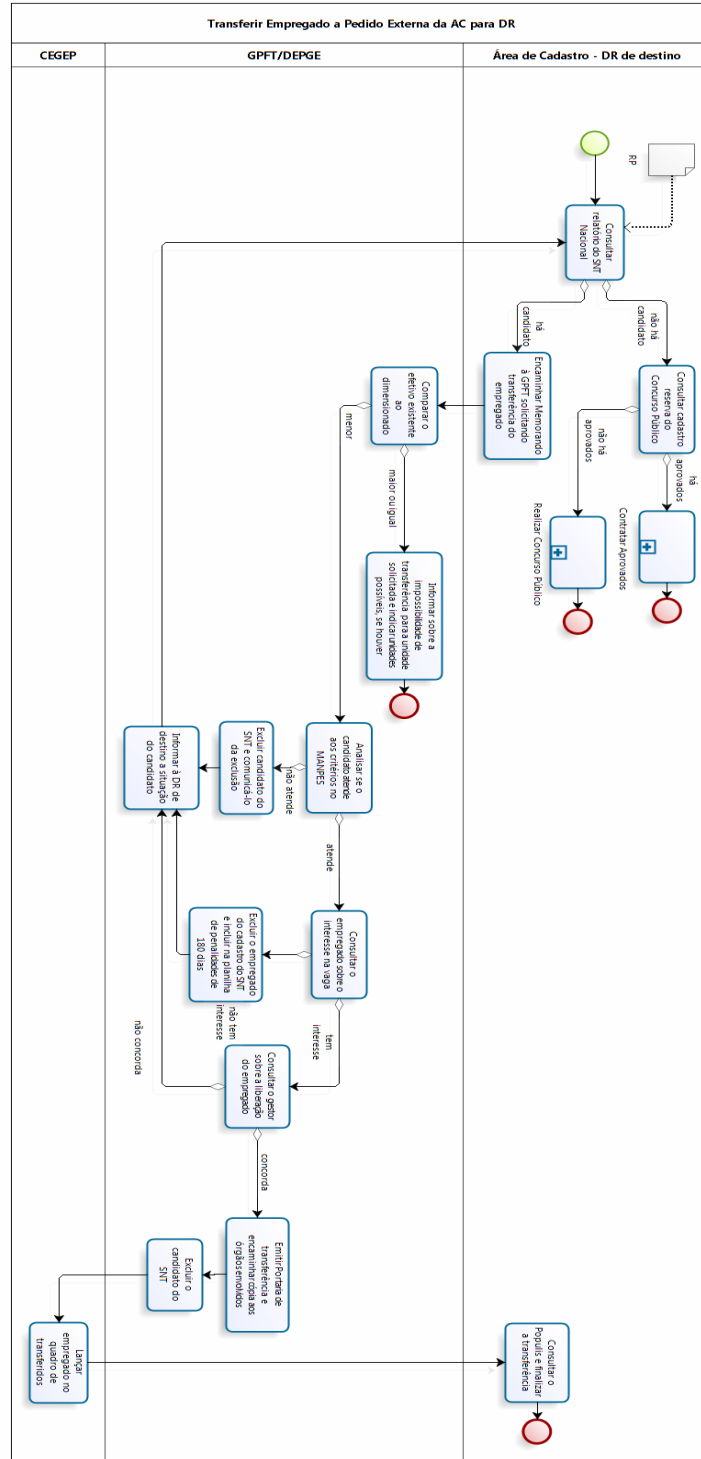 Transferir Empregado a Pedido Externa da AC para DR
CEGEP
GPFT/DEPGE
Área de Cadastro - DR de destino
RP
Consultar
relatório do SNT
Nacional
não há
candidato
há
candidato
Consultar cadastro
reserva do
Concurso Público
há
aprovados
não há
aprovados
Contratar Aprovados
Realizar Concurso Público
Encaminhar Memorando
à GPFT solicitando
transferência do
empregado
Comparar o
efetivo existente
ao
dimensionado
menor
maior ou igual
Informar sobre a
impossibilidade de
transferência para a unidade
solicitada e indicar unidades
possíveis, se houver
Analisar se o
candidato atende
aos critérios no
MANPES
não atende
atende
Excluir candidato do
SNT e comunicá-lo
da exclusão
Informar à DR de
destino a situação
do candidato
Consultar o
empregado sobre o
interesse na vaga
não tem
interesse
tem
interesse
Excluir o empregado
do cadastro do SNT
e incluir na planilha
de penalidades de
180 dias
Consultar o gestor
sobre a liberação
do empregado
não concorda
concorda
Emitir Portaria de
transferência e
encaminhar cópia aos
órgãos envolvidos
Excluir o
candidato do
SNT
Lançar
empregado no
quadro de
transferidos
Consultar o
Populis e finalizar
a transferência